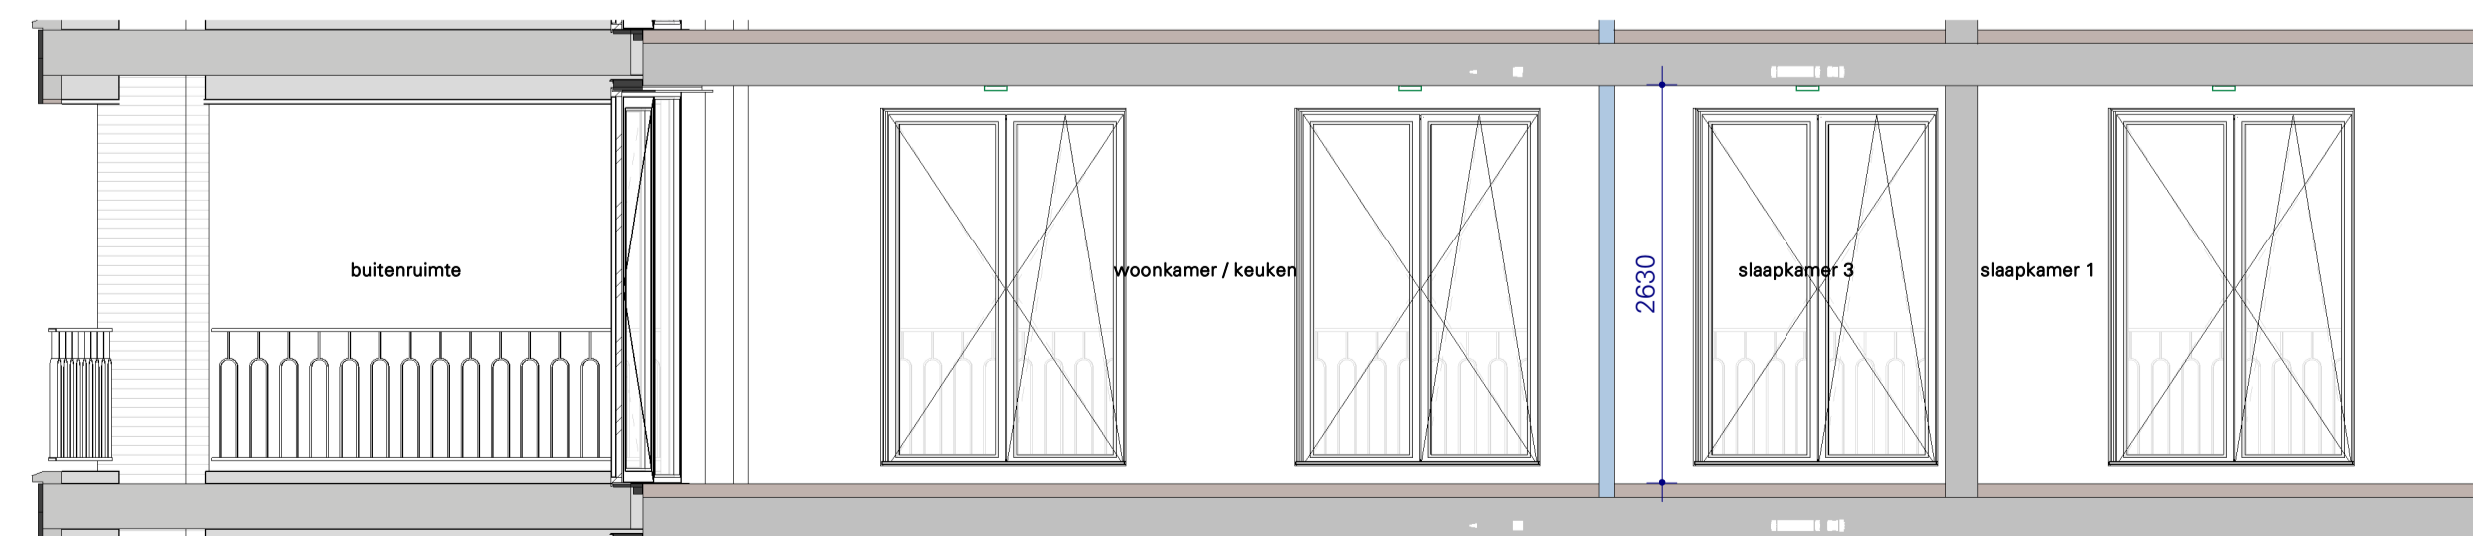 buitenruimte
woonkamer / keuken
2630
slaapkamer 3
slaapkamer 1